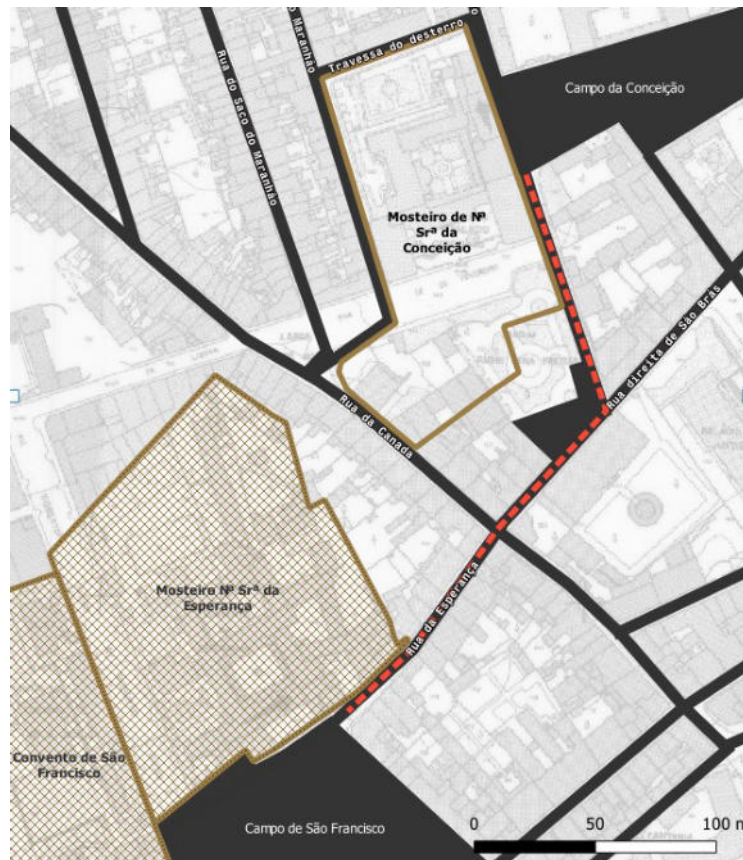 Travessa do desterro
o Maranhão
Rua do Saco do Maranhão
Campo da Conceição
Mosteiro de Nª
Srª da
Conceição
Rua direita de São Brás
Rua da Canada
Mosteiro Nª Srª da
Esperança
Rua da Esperança
Convento de São
Francisco
Campo de São Francisco
0
50
100 m